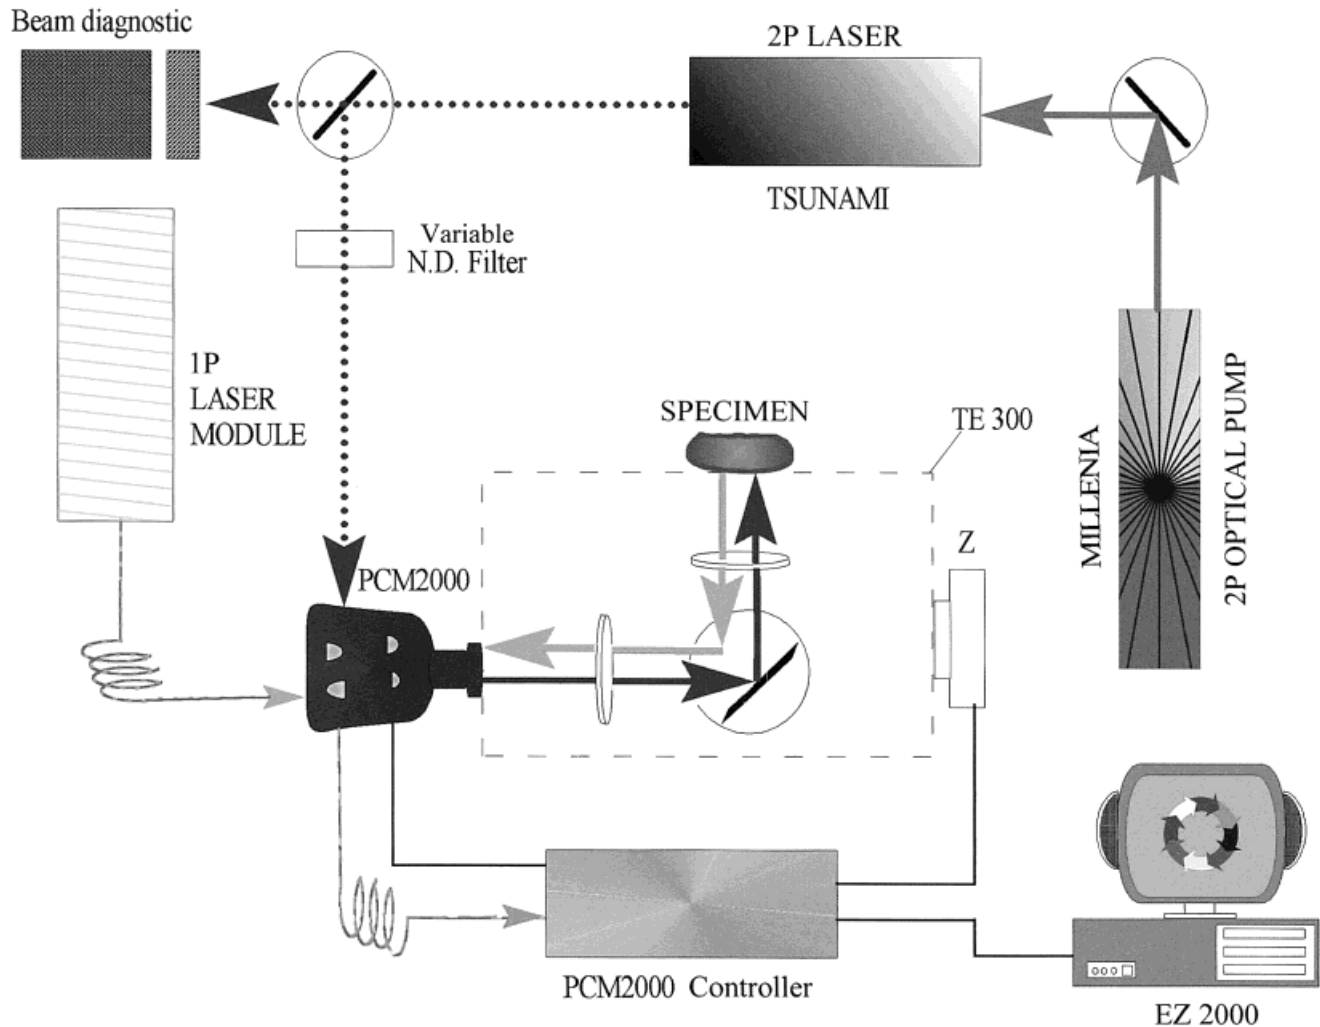 Beam diagnostic
2P LASER
TSUNAMI
Variable
N.D. Filter
1P
LASER
MODULE
SPECIMEN
TE 300
MILLENIA
2P OPTICAL PUMP
Z
PCM2000
PCM2000 Controller
EZ 2000